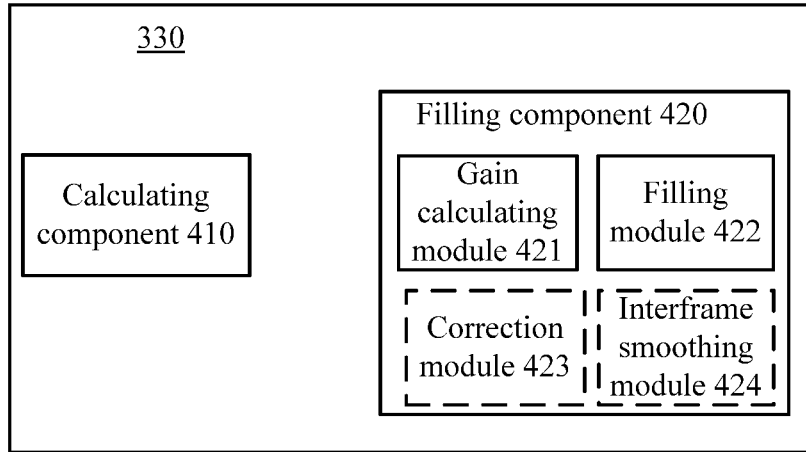 330
Calculating
component 410
Filling component 420
Gain
calculating
module 421
Filling
module 422
Correction
module 423
Interframe
smoothing
module 424